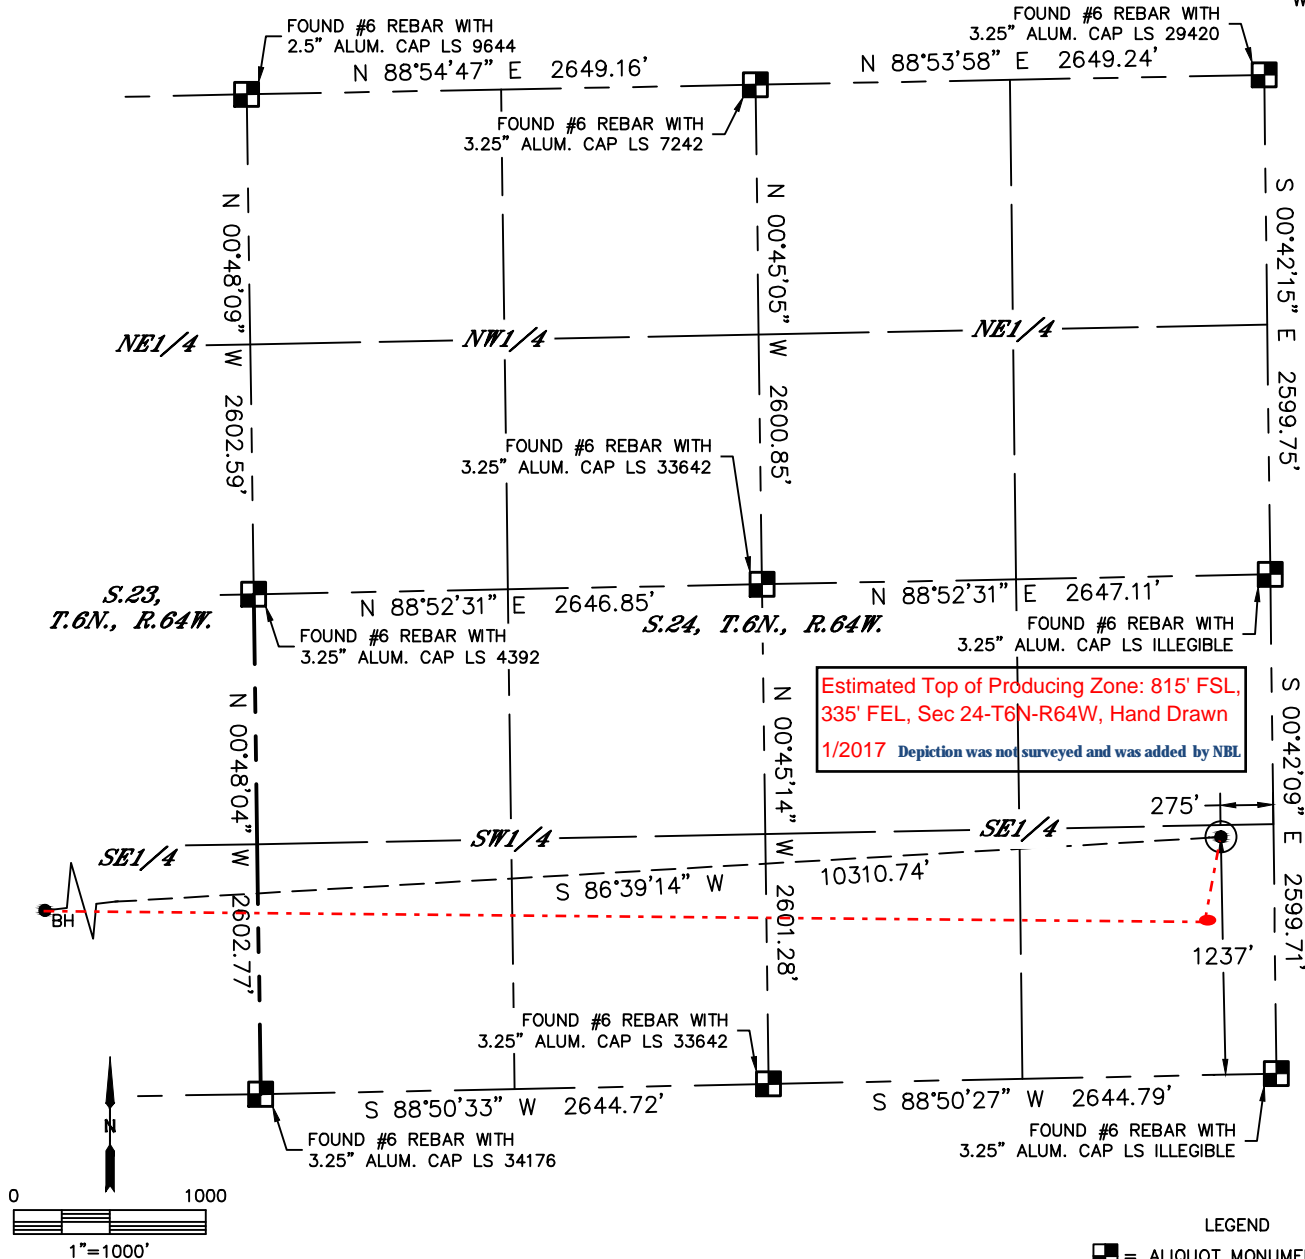 W
FOUND #6 REBAR WITH
2.5" ALUM. CAP LS 9644
FOUND #6 REBAR WITH
3.25" ALUM. CAP LS 29420
N 88°54'47" E 2649.16'
N 88°53'58" E 2649.24'
FOUND #6 REBAR WITH
3.25" ALUM. CAP LS 7242
N 00°48'09" W 2602.59'
N 00°45'05" W 2600.85'
S 00°42'15" E 2599.75'
NE1/4
NW1/4
NE1/4
FOUND #6 REBAR WITH
3.25" ALUM. CAP LS 33642
S.23,
T.6N., R.64W.
N 88°52'31" E 2646.85'
N 88°52'31" E 2647.11'
S.24, T.6N., R.64W.
FOUND #6 REBAR WITH
3.25" ALUM. CAP LS 4392
FOUND #6 REBAR WITH
3.25" ALUM. CAP LS ILLEGIBLE
Estimated Top of Producing Zone: 815' FSL,
335' FEL, Sec 24-T6N-R64W, Hand Drawn
1/2017 Depiction was not surveyed and was added by NBL
N 00°48'04" W 2602.77'
N 00°45'14" W 2601.28'
S 00°42'09" E 2599.71'
275'
SE1/4
SW1/4
SE1/4
S 86°39'14" W 10310.74'
BH
1237'
FOUND #6 REBAR WITH
3.25" ALUM. CAP LS 33642
S 88°50'33" W 2644.72'
S 88°50'27" W 2644.79'
N
FOUND #6 REBAR WITH
3.25" ALUM. CAP LS 34176
FOUND #6 REBAR WITH
3.25" ALUM. CAP LS ILLEGIBLE
0 1000
1"=1000'
LEGEND
= ALIQUOT MONUME